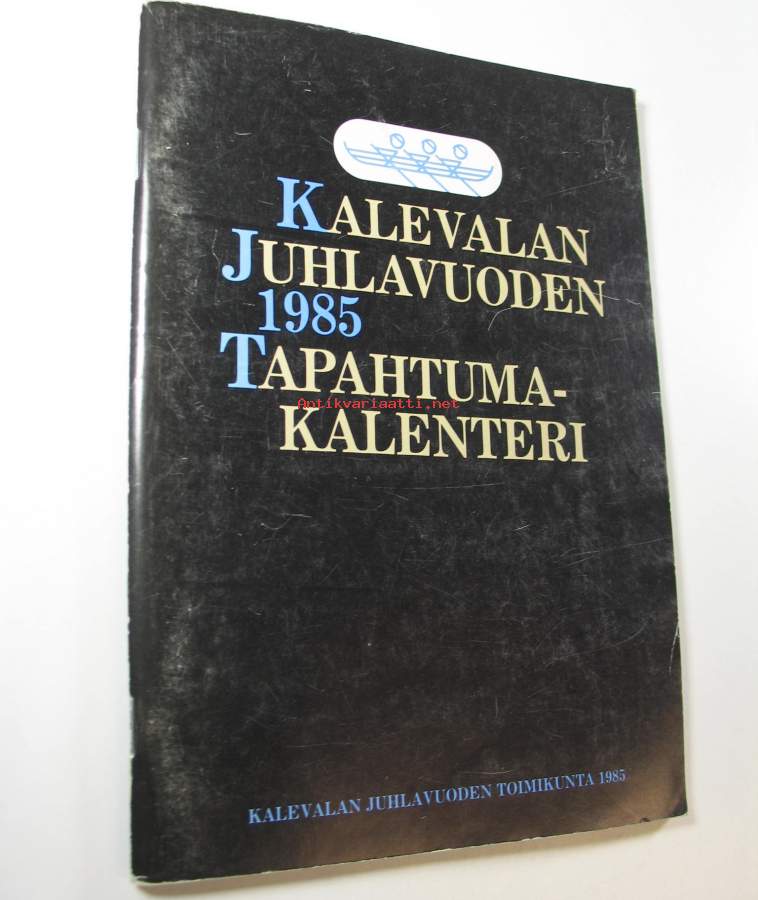 KALEVALAN
JUHLAVUODEN
1985
TAPAHTUMA-
Antikvariaatti.net
KALENTERI
KALEVALAN JUHLAVUODEN TOIMIKUNTA 1985